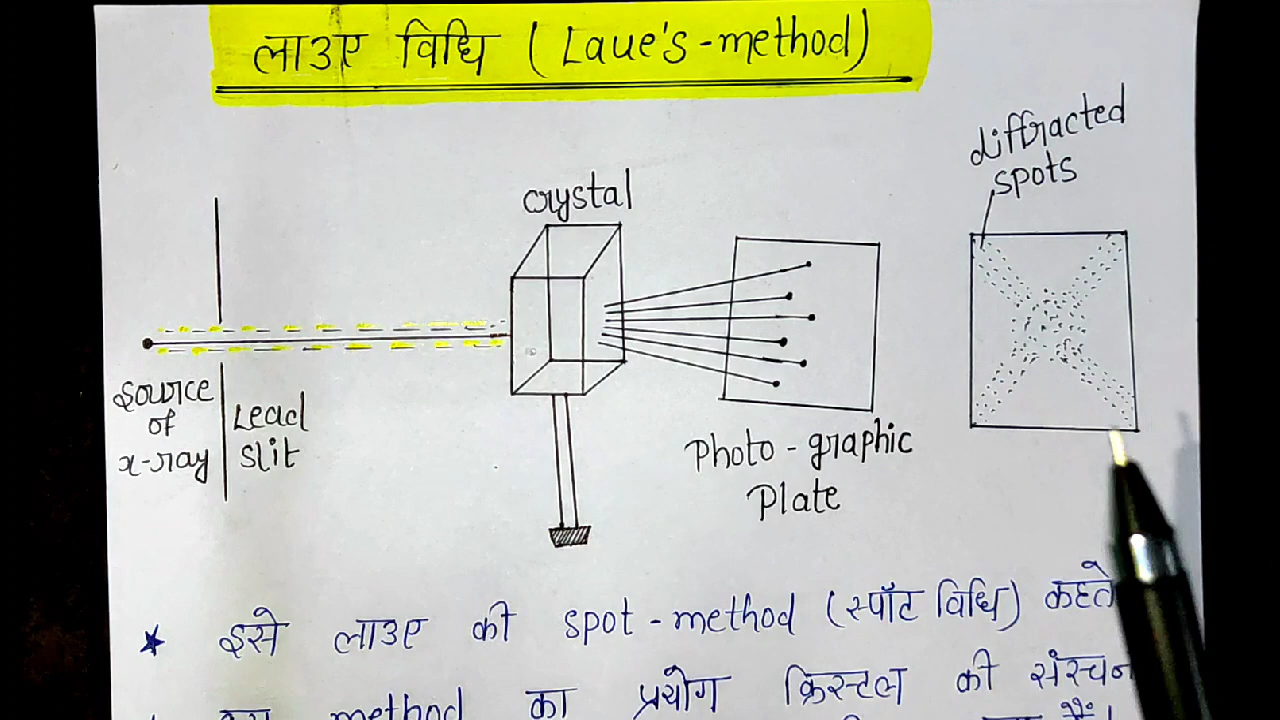 लाउए विधि ( Laue's-method)
diffracted
spots
crystal
source
of
x-ray
Lead
slit
Photo-graphic
Plate
★ इसे लाउए की spot-method (स्पॉट विधि) कहते
method का प्रयोग क्रिस्टल की